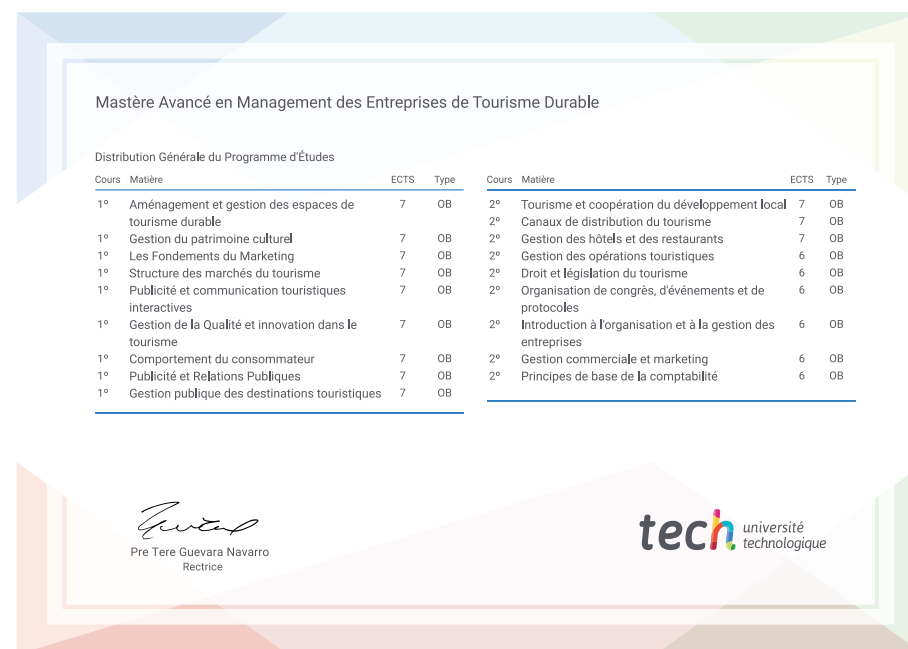 Mastère Avancé en Management des Entreprises de Tourisme Durable
Distribution Générale du Programme d'Études
Cours Matière ECTS Type
1º Aménagement et gestion des espaces de 7 OB
tourisme durable
1º Gestion du patrimoine culturel 7 OB
1º Les Fondements du Marketing 7 OB
1º Structure des marchés du tourisme 7 OB
1º Publicité et communication touristiques 7 OB
interactives
1º Gestion de la Qualité et innovation dans le 7 OB
tourisme
1º Comportement du consommateur 7 OB
1º Publicité et Relations Publiques 7 OB
1º Gestion publique des destinations touristiques 7 OB
Cours Matière ECTS Type
2º Tourisme et coopération du développement local 7 OB
2º Canaux de distribution du tourisme 7 OB
2º Gestion des hôtels et des restaurants 7 OB
2º Gestion des opérations touristiques 6 OB
2º Droit et législation du tourisme 6 OB
2º Organisation de congrès, d'événements et de 6 OB
protocoles
2º Introduction à l'organisation et à la gestion des 6 OB
entreprises
2º Gestion commerciale et marketing 6 OB
2º Principes de base de la comptabilité 6 OB
Pre Tere Guevara Navarro
Rectrice
tech université
technologique